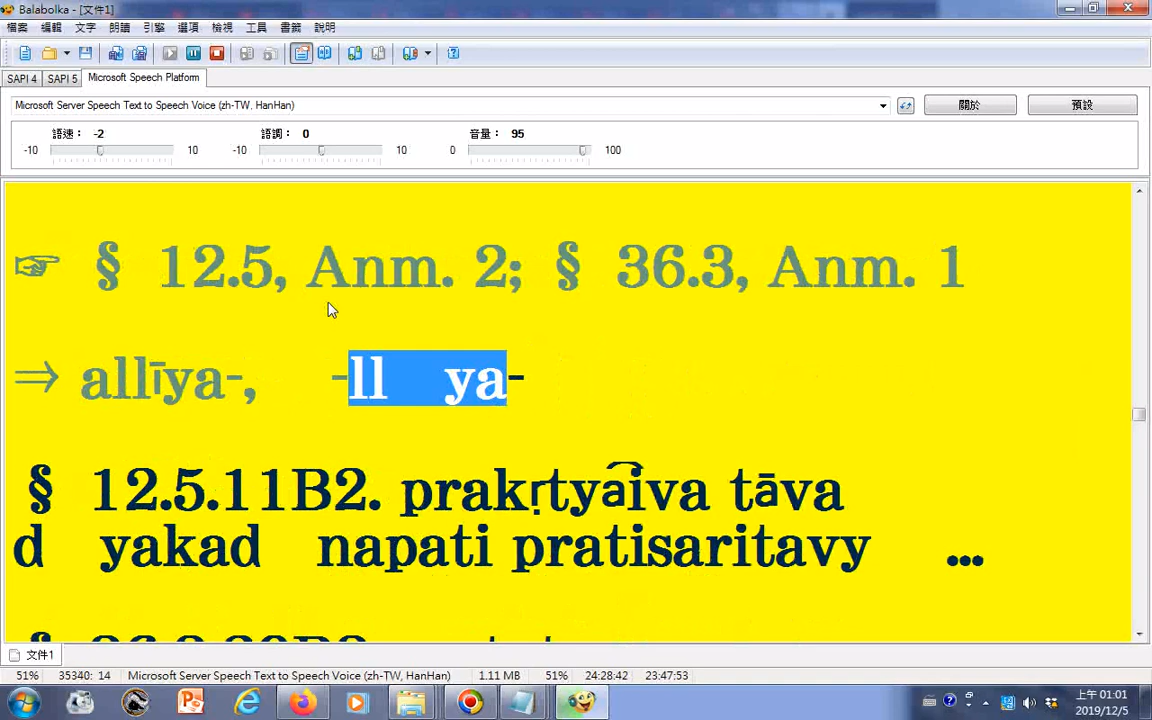 Balabolka - [文件1]
檔案 編輯 文字 朗讀 引擎 選項 檢視 工具 書籤 說明
SAPI 4 SAPI 5 Microsoft Speech Platform
Microsoft Server Speech Text to Speech Voice (zh-TW, HanHan) 關於 預設
語速： -2 語調： 0 音量： 95
-10 10 -10 10 0 100
☞ § 12.5, Anm. 2; § 36.3, Anm. 1
⇒ allīya-, -ll ya-
§ 12.5.11B2. prakṛtyāiva tāva
d yakad napati pratisaritavy ...
文件1
51% 35340: 14 Microsoft Server Speech Text to Speech Voice (zh-TW, HanHan) 1.11 MB 51% 24:28:42 23:47:53
上午 01:01
2019/12/5